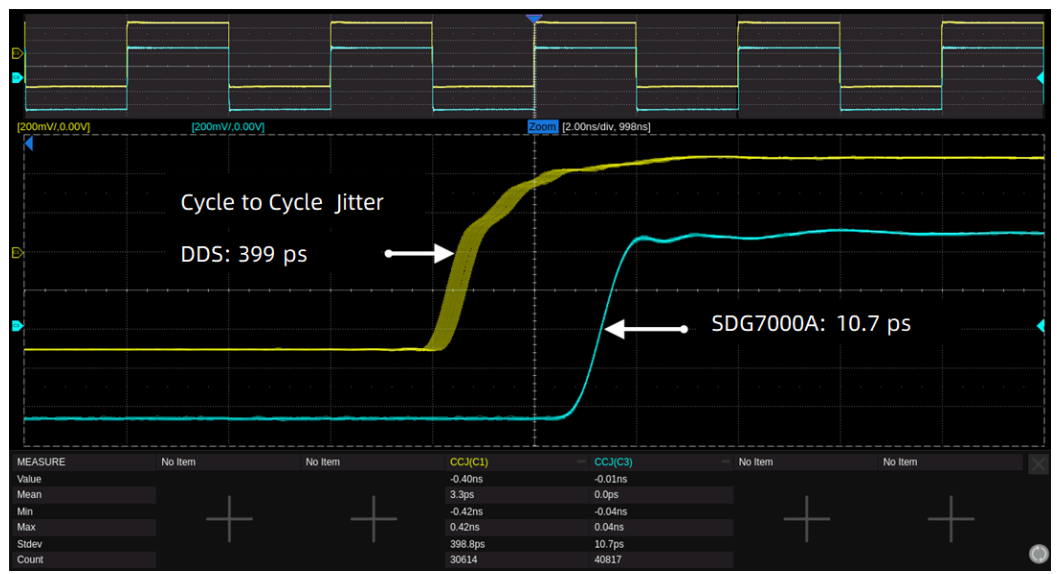 [200mV/,0.00V] [200mV/,0.00V] Zoom [2.00ns/div, 998ns]
Cycle to Cycle Jitter
DDS: 399 ps
SDG7000A: 10.7 ps
MEASURE No Item No Item CCJ(C1) CCJ(C3) No Item No Item
Value -0.40ns -0.01ns
Mean 3.3ps 0.0ps
Min -0.42ns -0.04ns
Max 0.42ns 0.04ns
Stdev 398.8ps 10.7ps
Count 30614 40817